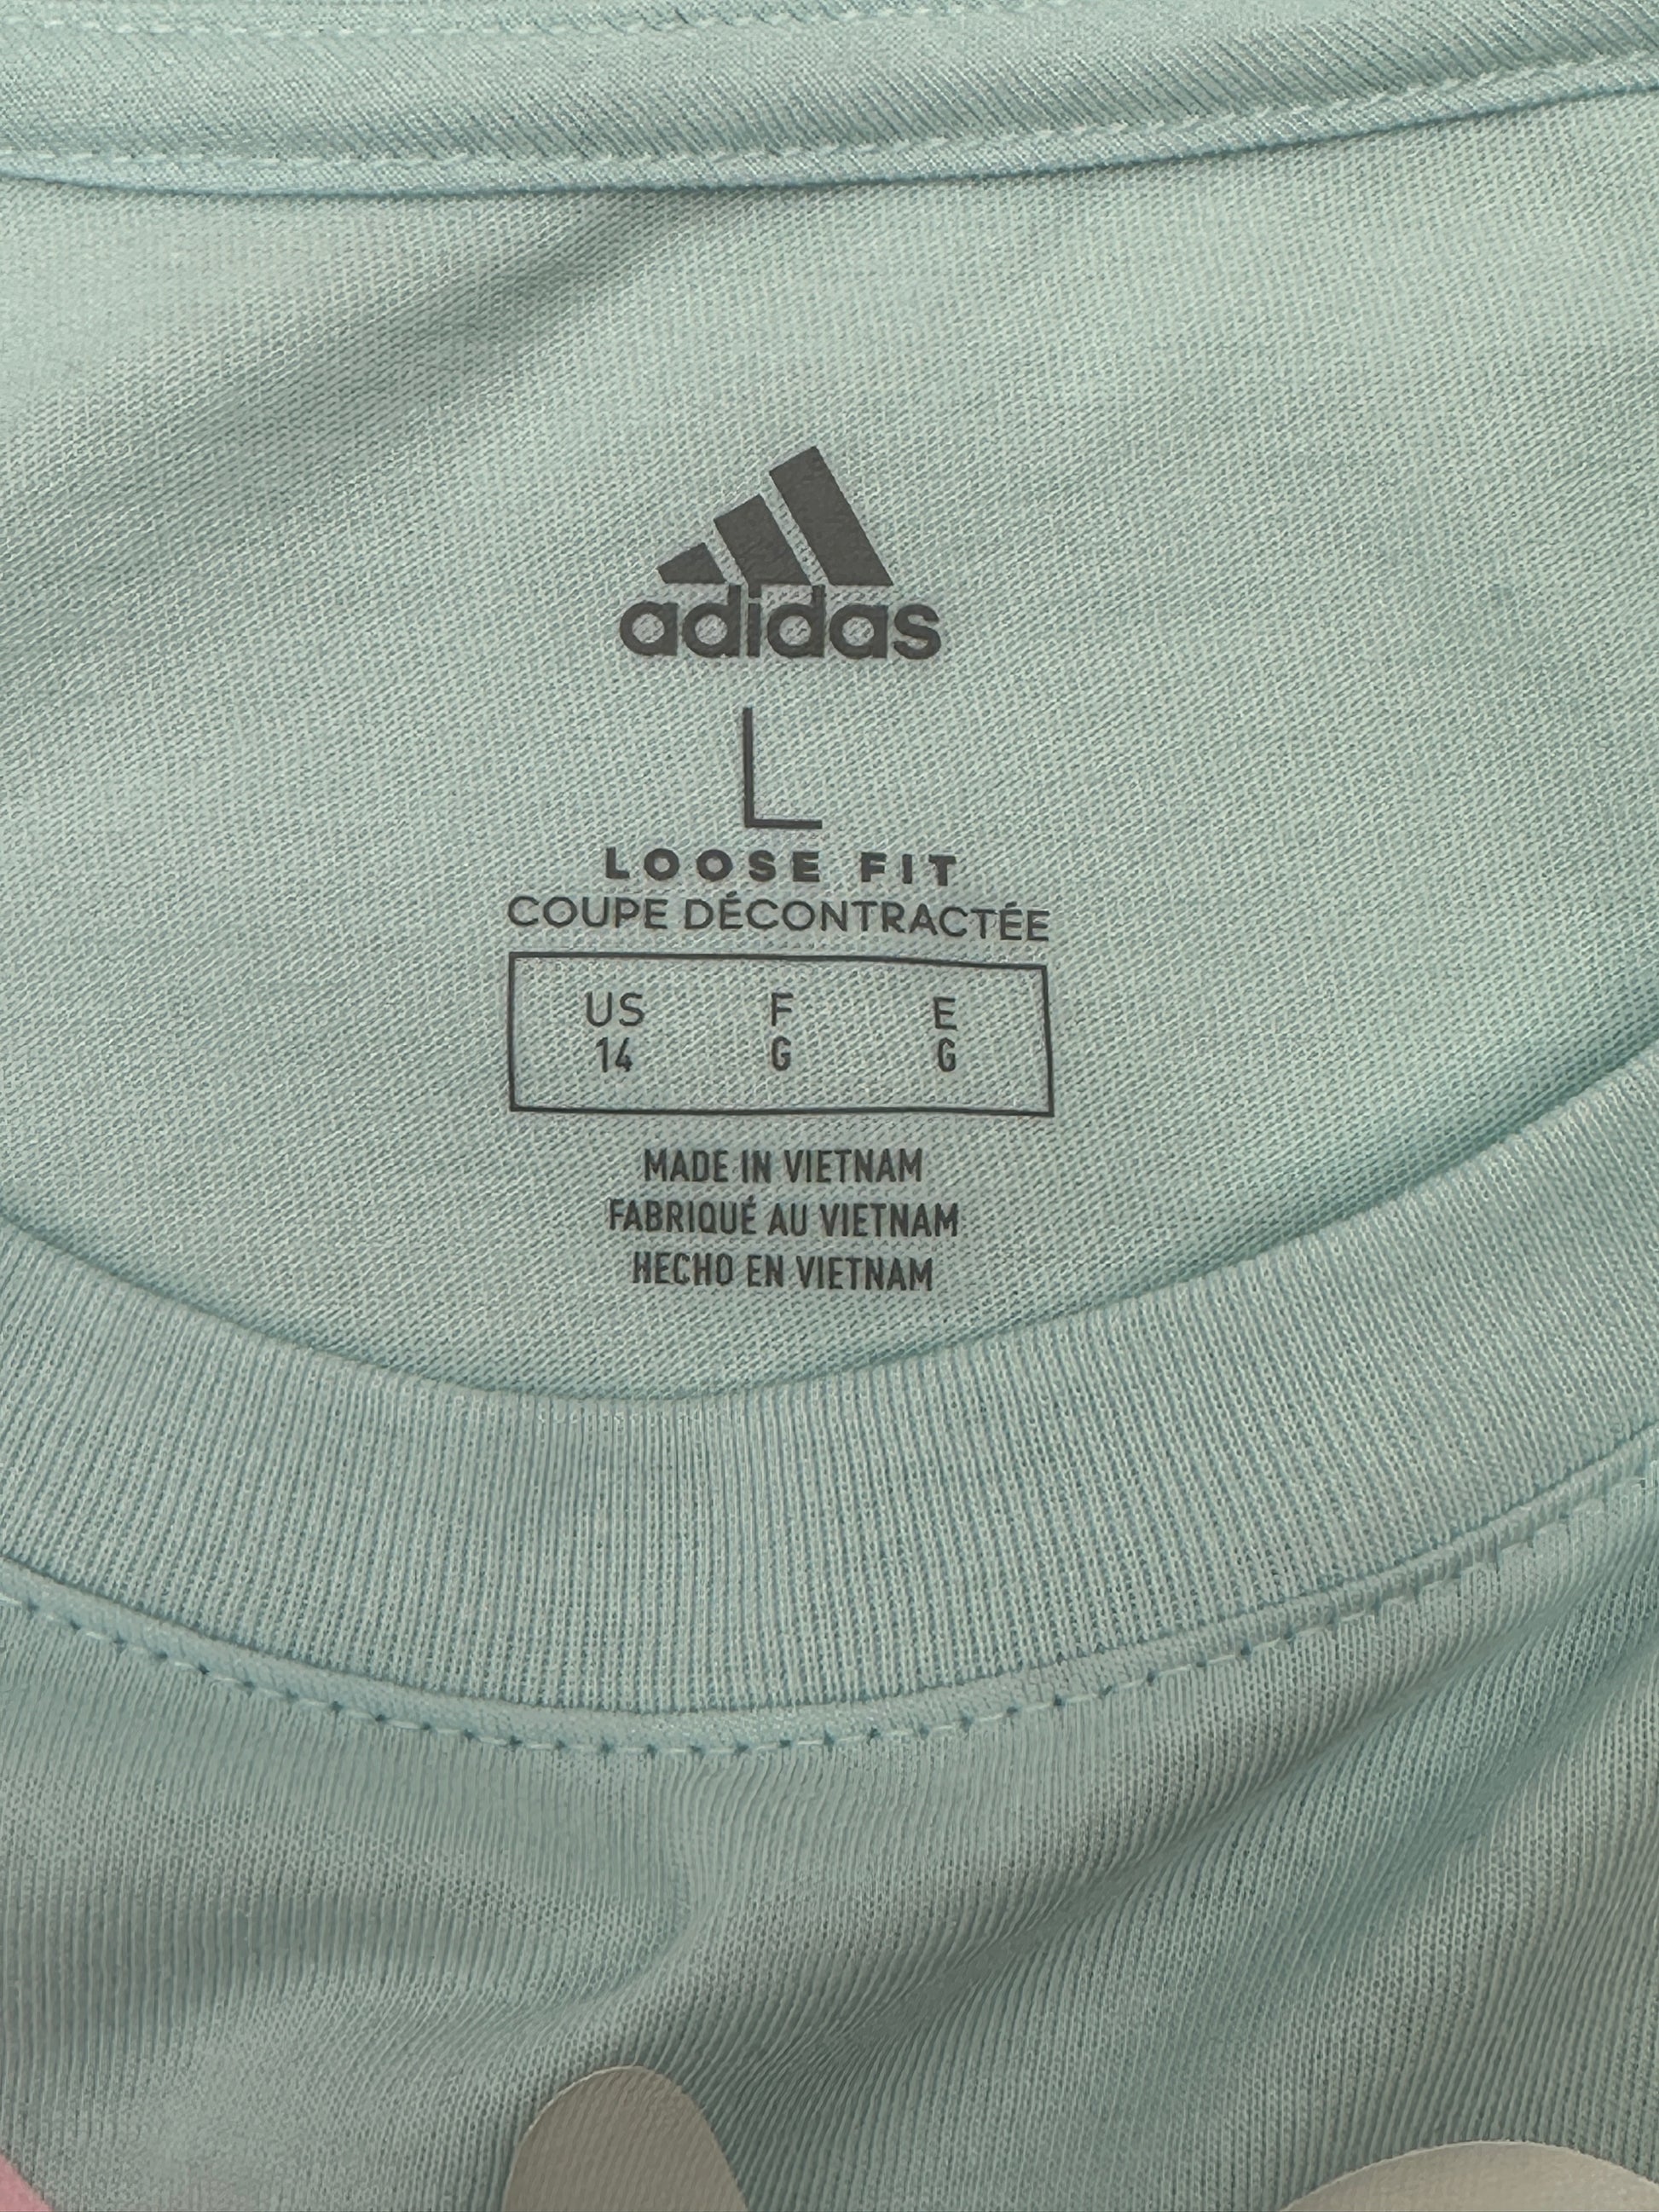 adidas
L
LOOSE FIT
COUPE DÉCONTRACTÉE
US F E
14 G G
MADE IN VIETNAM
FABRIQUÉ AU VIETNAM
HECHO EN VIETNAM